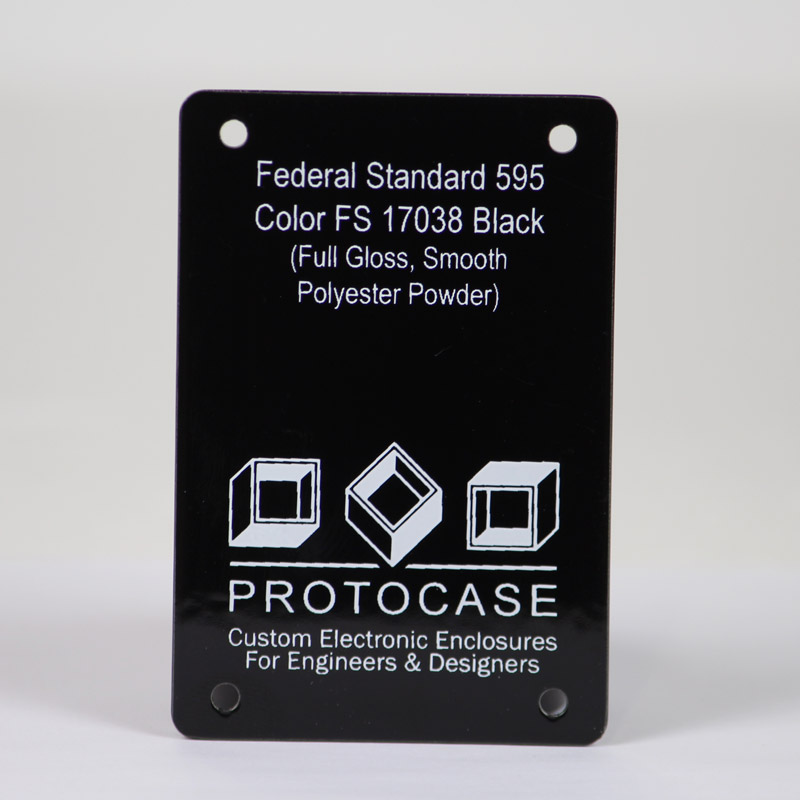 Federal Standard 595
Color FS 17038 Black
(Full Gloss, Smooth
Polyester Powder)
PROTOCASE
Custom Electronic Enclosures
For Engineers & Designers